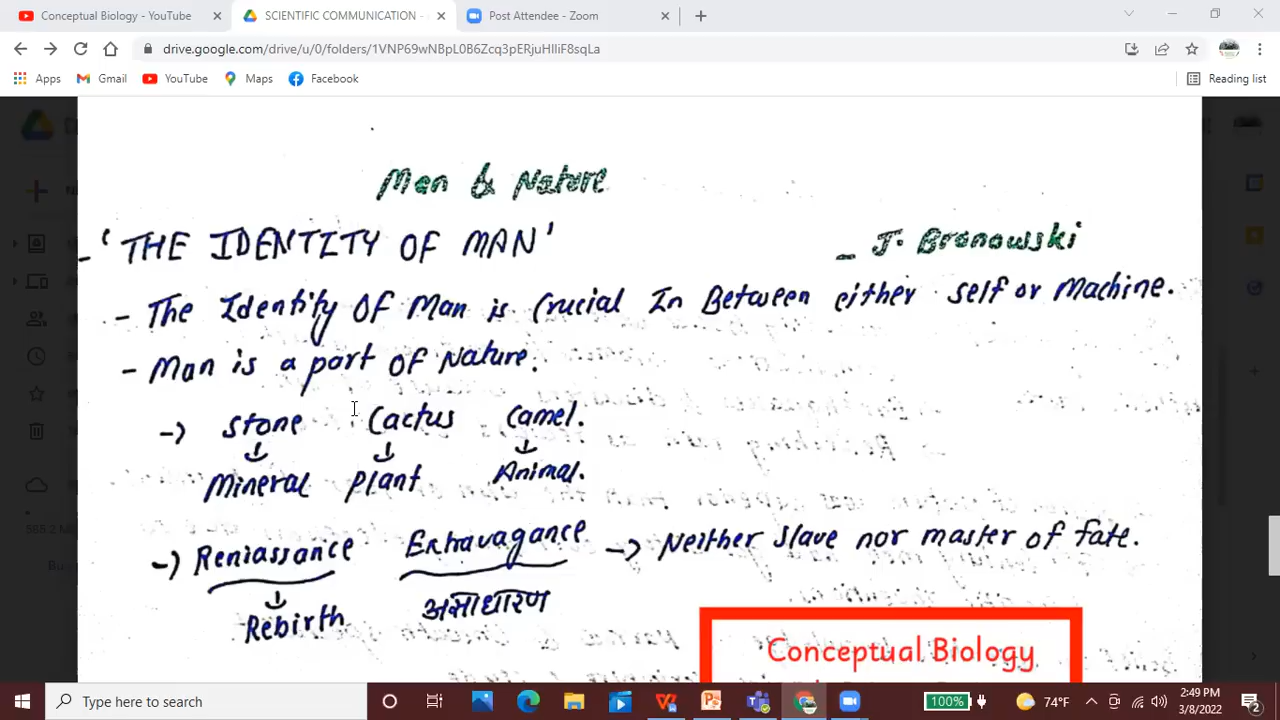 Conceptual Biology - YouTube
SCIENTIFIC COMMUNICATION -
Post Attendee - Zoom
drive.google.com/drive/u/0/folders/1VNP69wNBpL0B6Zcq3pERjuHIliF8sqLa
Apps Gmail YouTube Maps Facebook Reading list
Man & Nature
- 'THE IDENTITY OF MAN' - J. Bronowski
- The Identity OF Man is Crucial In Between either self or Machine.
- Man is a part OF Nature.
-> Stone Cactus Camel.
↓ ↓ ↓
Mineral Plant Animal.
-> Reniassance Extravagance -> Neither slave nor master of fate.
↓
Rebirth असाधारण
Conceptual Biology
Type here to search
100%
74°F
2:49 PM
3/8/2022
2